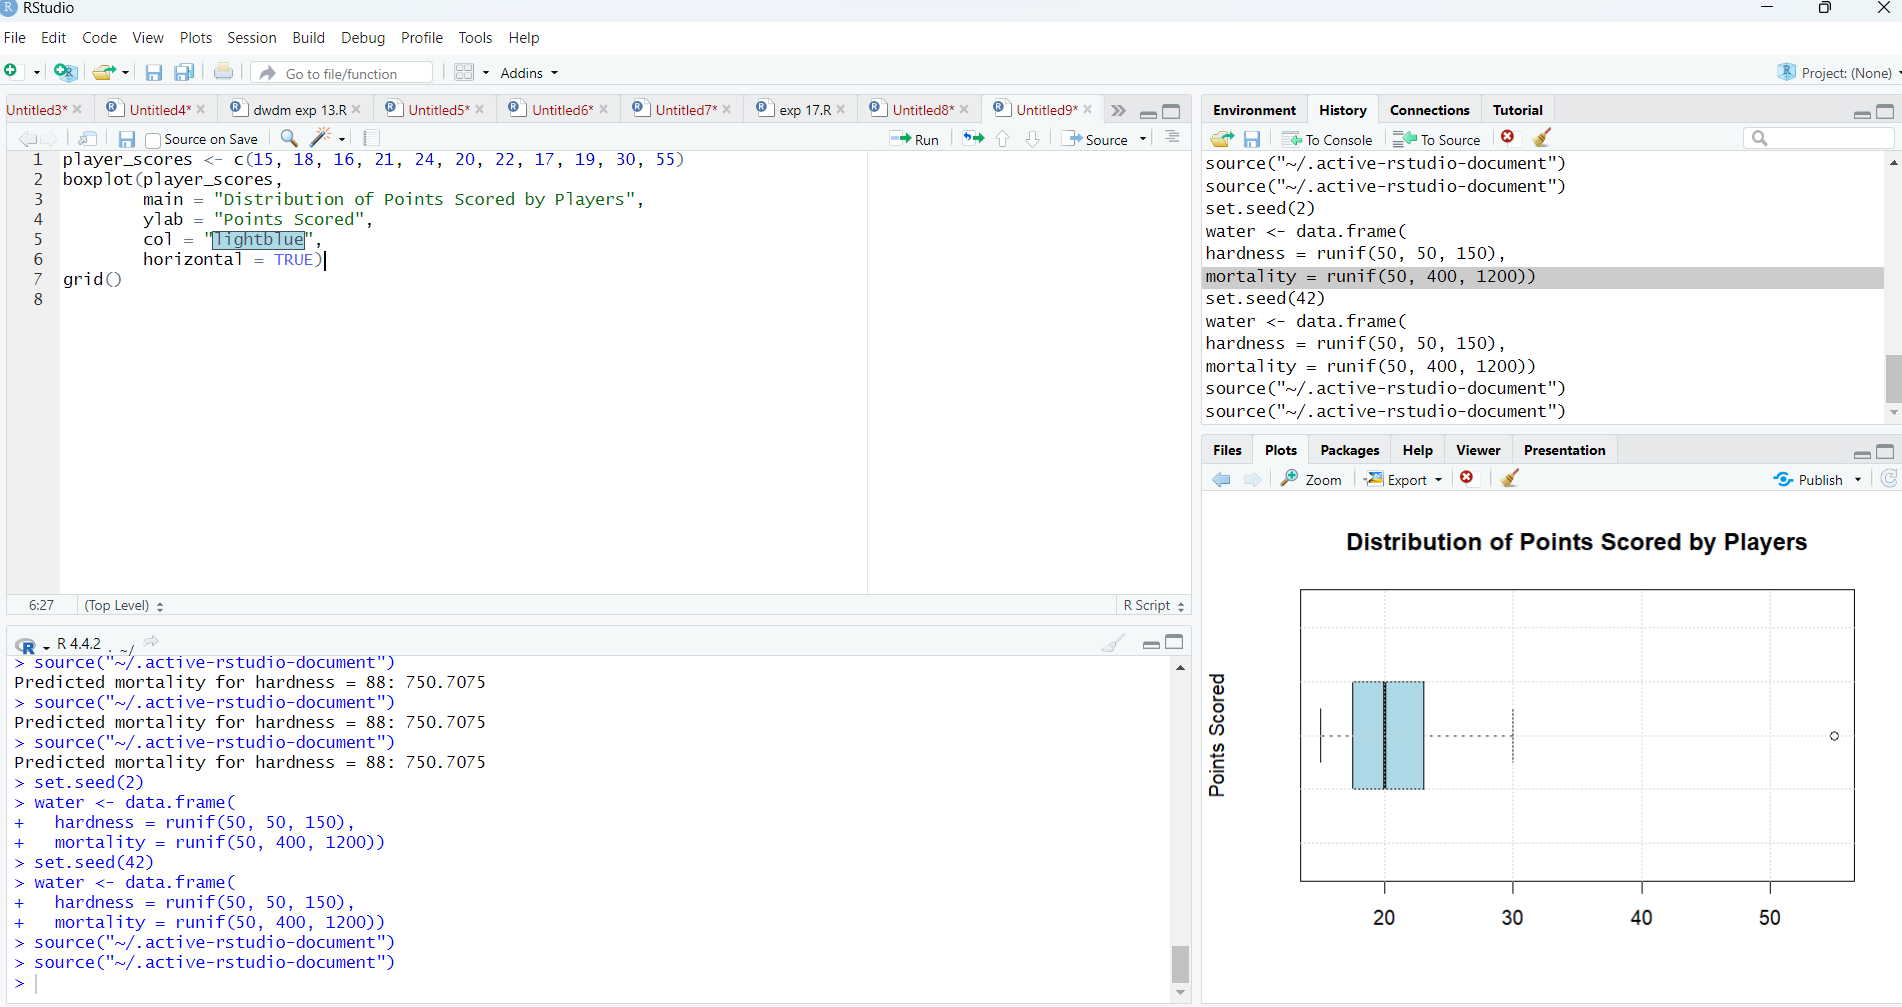 RStudio
File Edit Code View Plots Session Build Debug Profile Tools Help
Go to file/function Addins Project: (None)
Untitled3* Untitled4* dwdm exp 13.R Untitled5* Untitled6* Untitled7* exp 17.R Untitled8* Untitled9*
Source on Save Run Source
1 player_scores <- c(15, 18, 16, 21, 24, 20, 22, 17, 19, 30, 55)
2 boxplot(player_scores,
3 main = "Distribution of Points Scored by Players",
4 ylab = "Points Scored",
5 col = "lightblue",
6 horizontal = TRUE)
7 grid()
8
6:27 (Top Level) R Script
R 4.4.2 . ~/
> source("~/.active-rstudio-document")
Predicted mortality for hardness = 88: 750.7075
> source("~/.active-rstudio-document")
Predicted mortality for hardness = 88: 750.7075
> source("~/.active-rstudio-document")
Predicted mortality for hardness = 88: 750.7075
> set.seed(2)
> water <- data.frame(
+ hardness = runif(50, 50, 150),
+ mortality = runif(50, 400, 1200))
> set.seed(42)
> water <- data.frame(
+ hardness = runif(50, 50, 150),
+ mortality = runif(50, 400, 1200))
> source("~/.active-rstudio-document")
> source("~/.active-rstudio-document")
>
Environment History Connections Tutorial
To Console To Source
source("~/.active-rstudio-document")
source("~/.active-rstudio-document")
set.seed(2)
water <- data.frame(
hardness = runif(50, 50, 150),
mortality = runif(50, 400, 1200))
set.seed(42)
water <- data.frame(
hardness = runif(50, 50, 150),
mortality = runif(50, 400, 1200))
source("~/.active-rstudio-document")
source("~/.active-rstudio-document")
Files Plots Packages Help Viewer Presentation
Zoom Export Publish
Distribution of Points Scored by Players
Points Scored
20 30 40 50